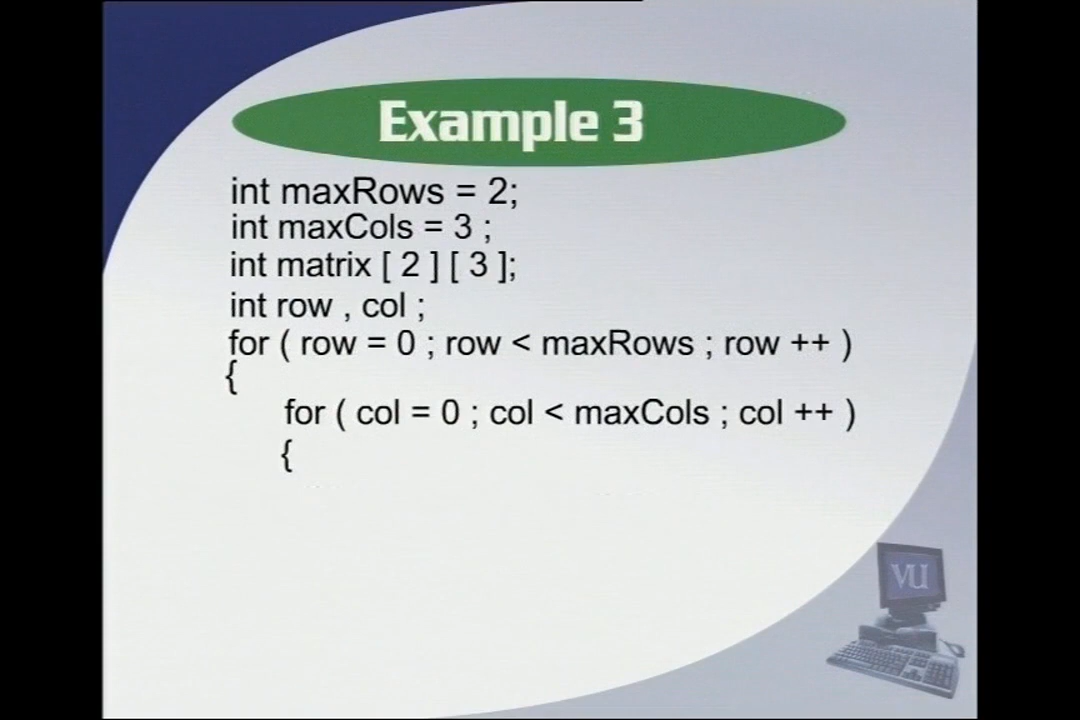 Example 3
int maxRows = 2;
int maxCols = 3 ;
int matrix [ 2 ] [ 3 ];
int row , col ;
for ( row = 0 ; row < maxRows ; row ++ )
{
for ( col = 0 ; col < maxCols ; col ++ )
{
VU